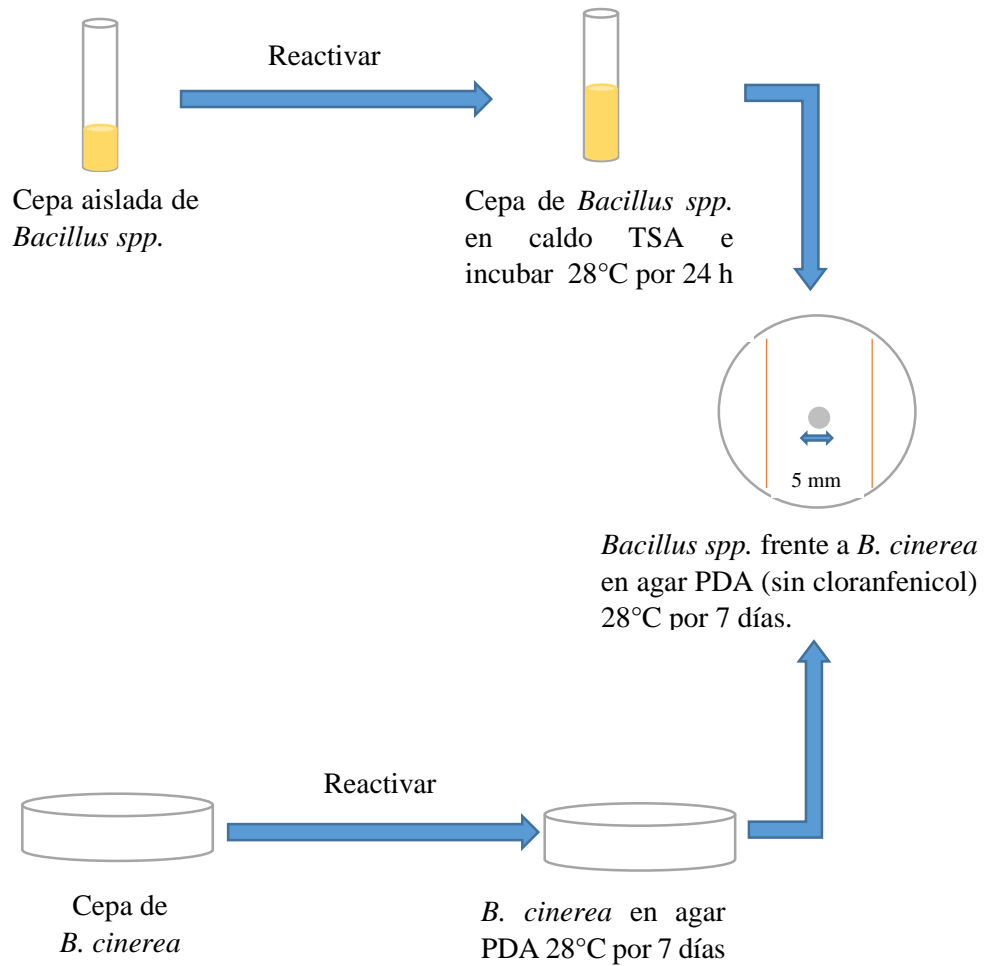 Reactivar
Cepa aislada de
Bacillus spp.
Cepa de Bacillus spp.
en caldo TSA e
incubar 28°C por 24 h
5 mm
Bacillus spp. frente a B. cinerea
en agar PDA (sin cloranfenicol)
28°C por 7 días.
Reactivar
Cepa de
B. cinerea
B. cinerea en agar
PDA 28°C por 7 días